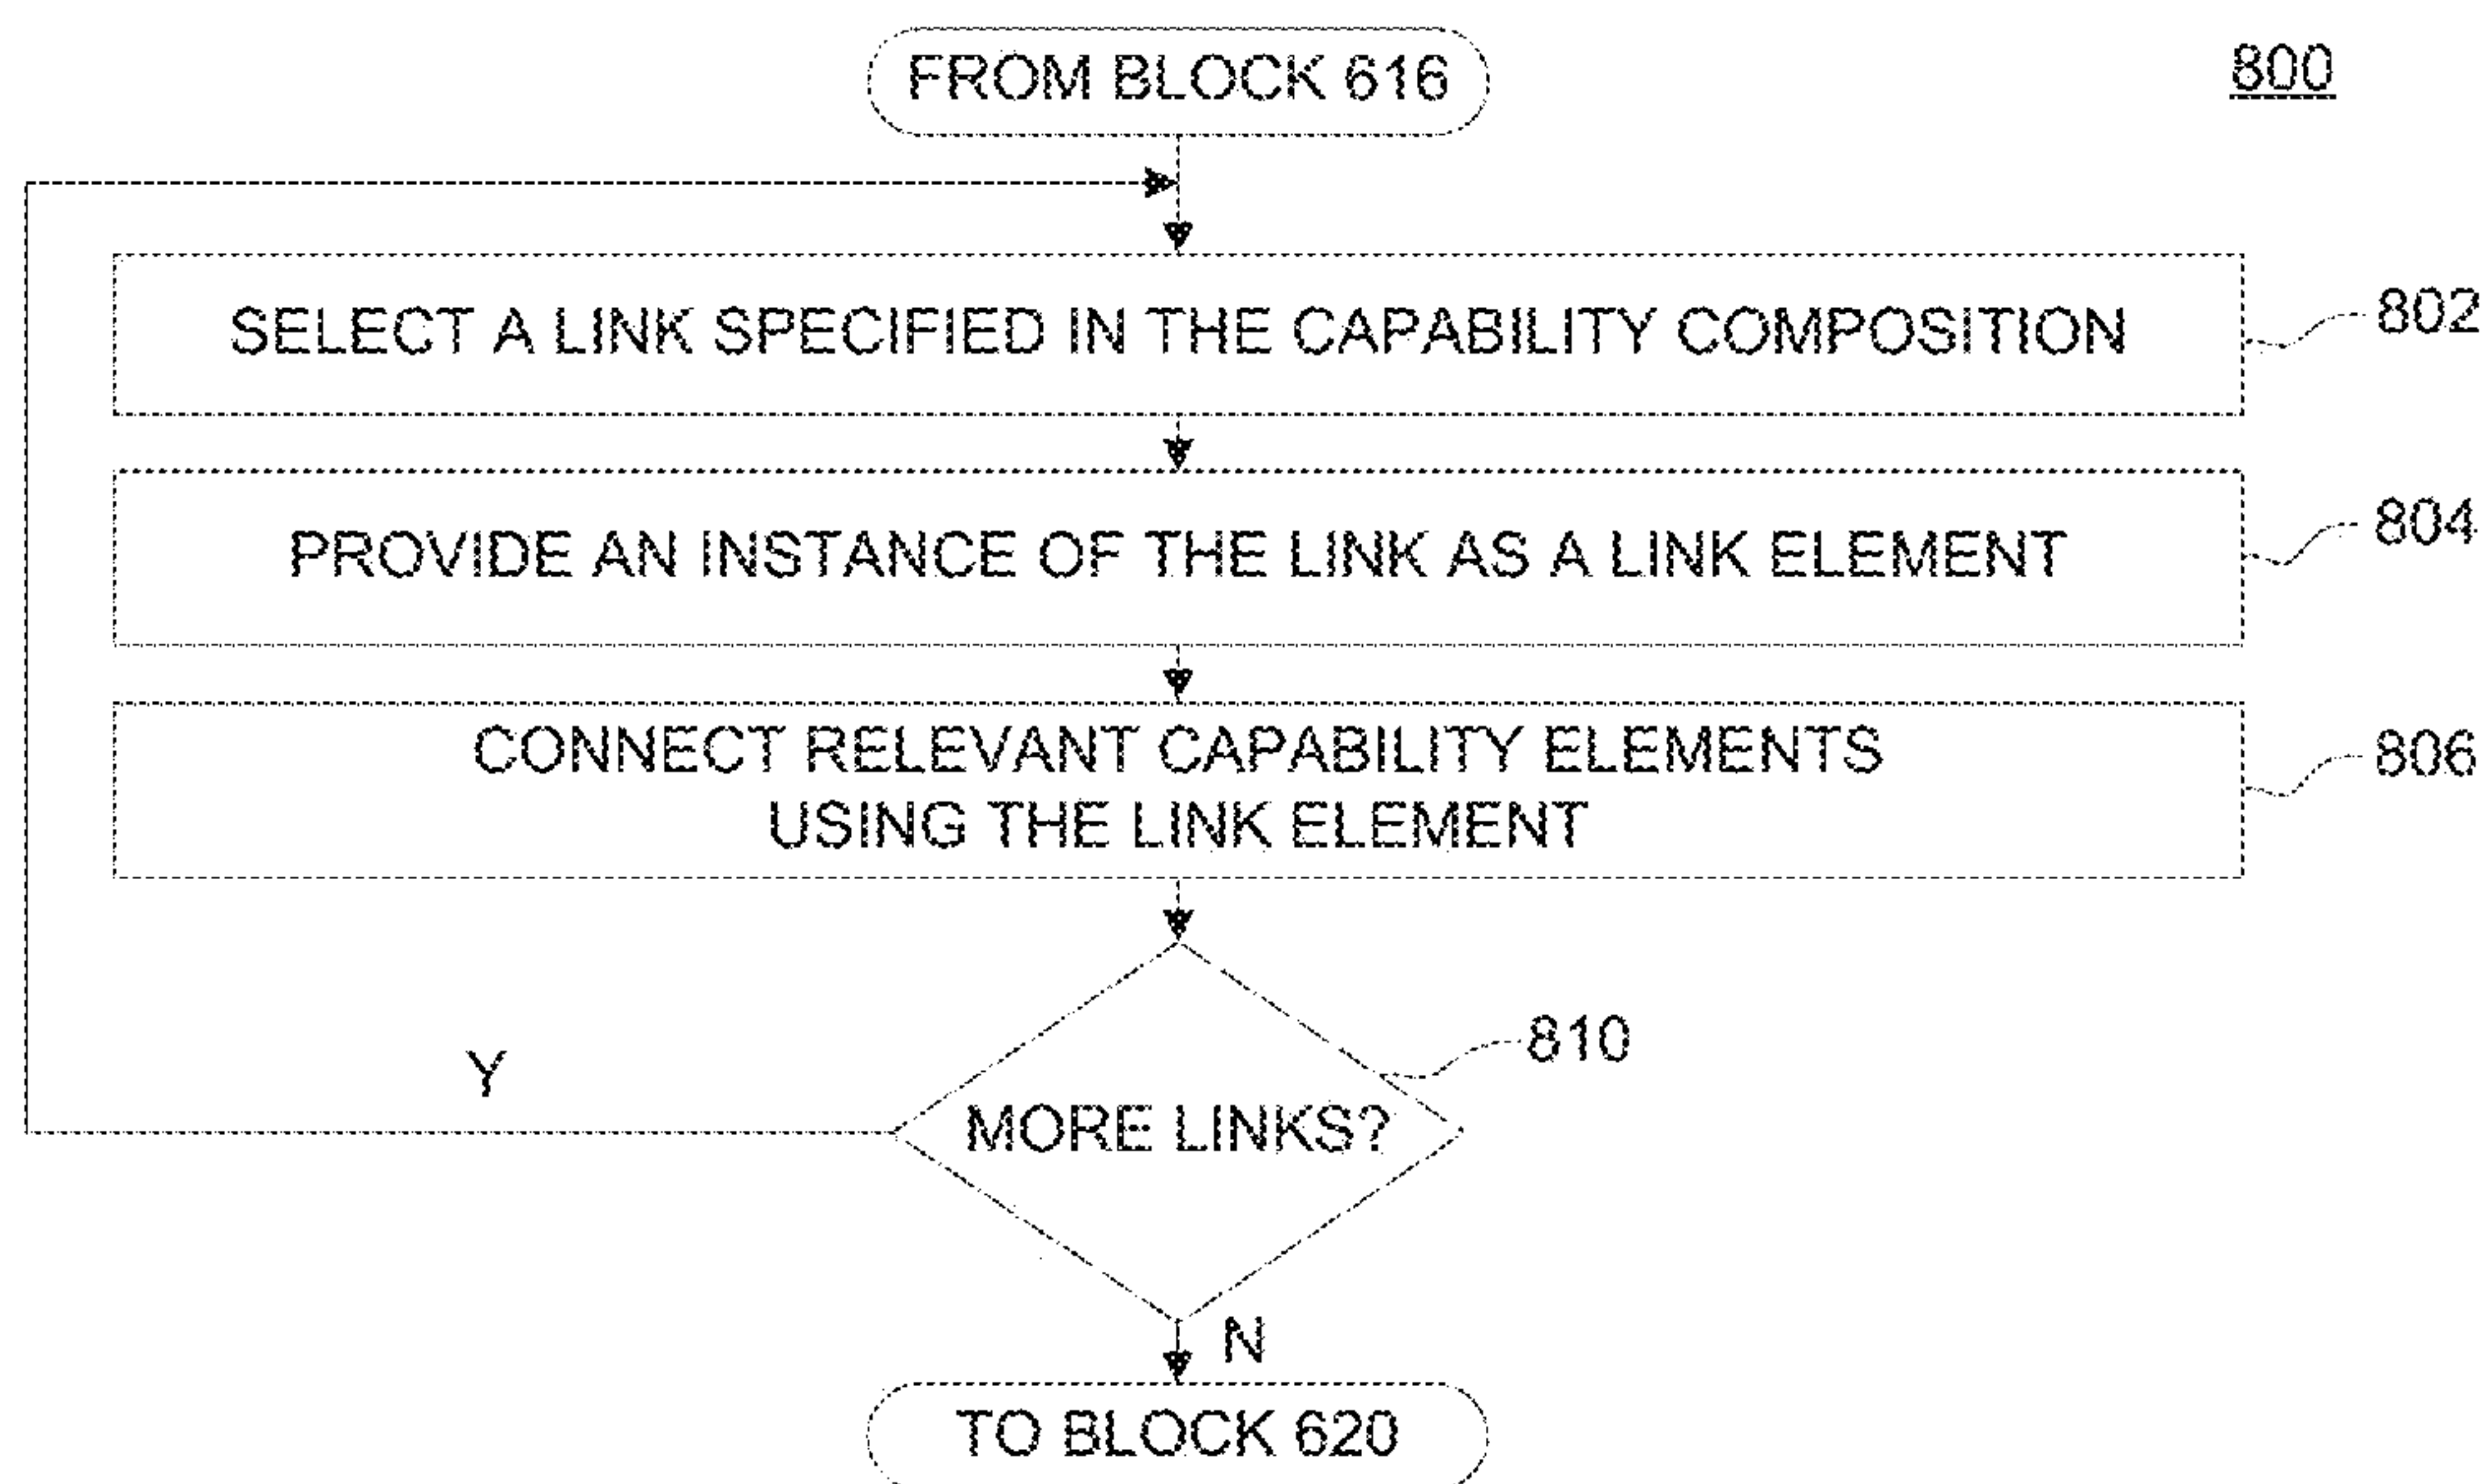 FROM BLOCK 616
800
SELECT A LINK SPECIFIED IN THE CAPABILITY COMPOSITION
802
PROVIDE AN INSTANCE OF THE LINK AS A LINK ELEMENT
804
CONNECT RELEVANT CAPABILITY ELEMENTS
USING THE LINK ELEMENT
806
810
Y
MORE LINKS?
N
TO BLOCK 620